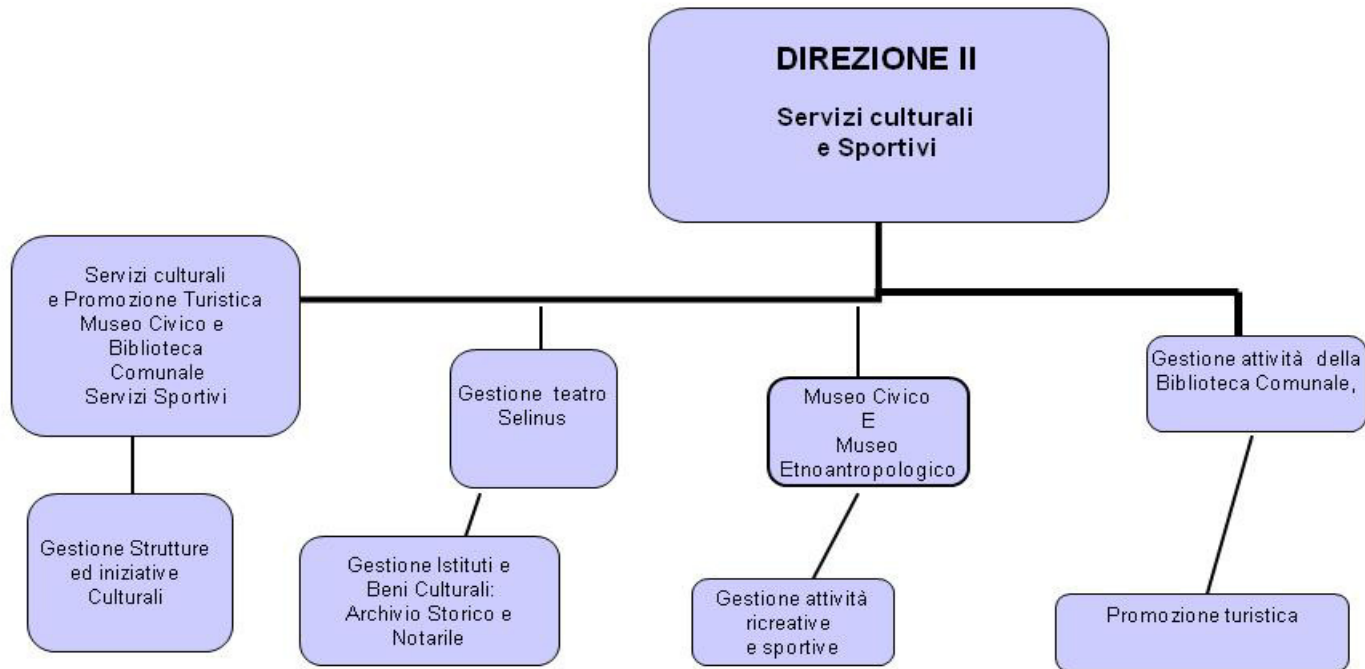 DIREZIONE II
Servizi culturali
e Sportivi
Servizi culturali
e Promozione Turistica
Museo Civico e
Biblioteca
Comunale
Servizi Sportivi
Gestione teatro
Selinus
Museo Civico
E
Museo
Etnoantropologico
Gestione attività della
Biblioteca Comunale,
Gestione Strutture
ed iniziative
Culturali
Gestione Istituti e
Beni Culturali:
Archivio Storico e
Notarile
Gestione attività
ricreative
e sportive
Promozione turistica